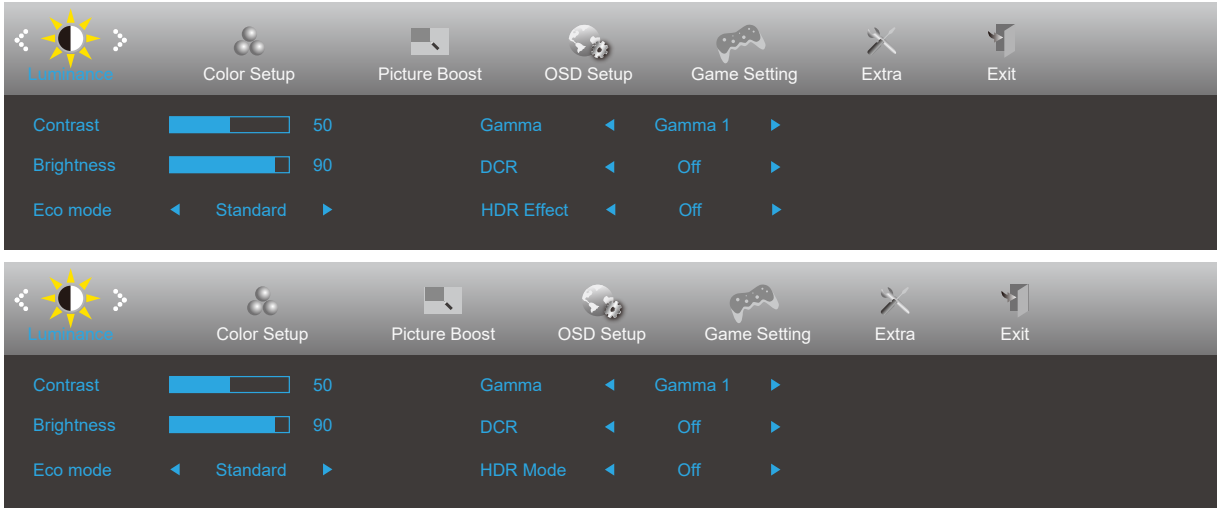 Luminance Color Setup Picture Boost OSD Setup Game Setting Extra Exit
Contrast 50 Gamma Gamma 1
Brightness 90 DCR Off
Eco mode Standard HDR Effect Off
Luminance Color Setup Picture Boost OSD Setup Game Setting Extra Exit
Contrast 50 Gamma Gamma 1
Brightness 90 DCR Off
Eco mode Standard HDR Mode Off